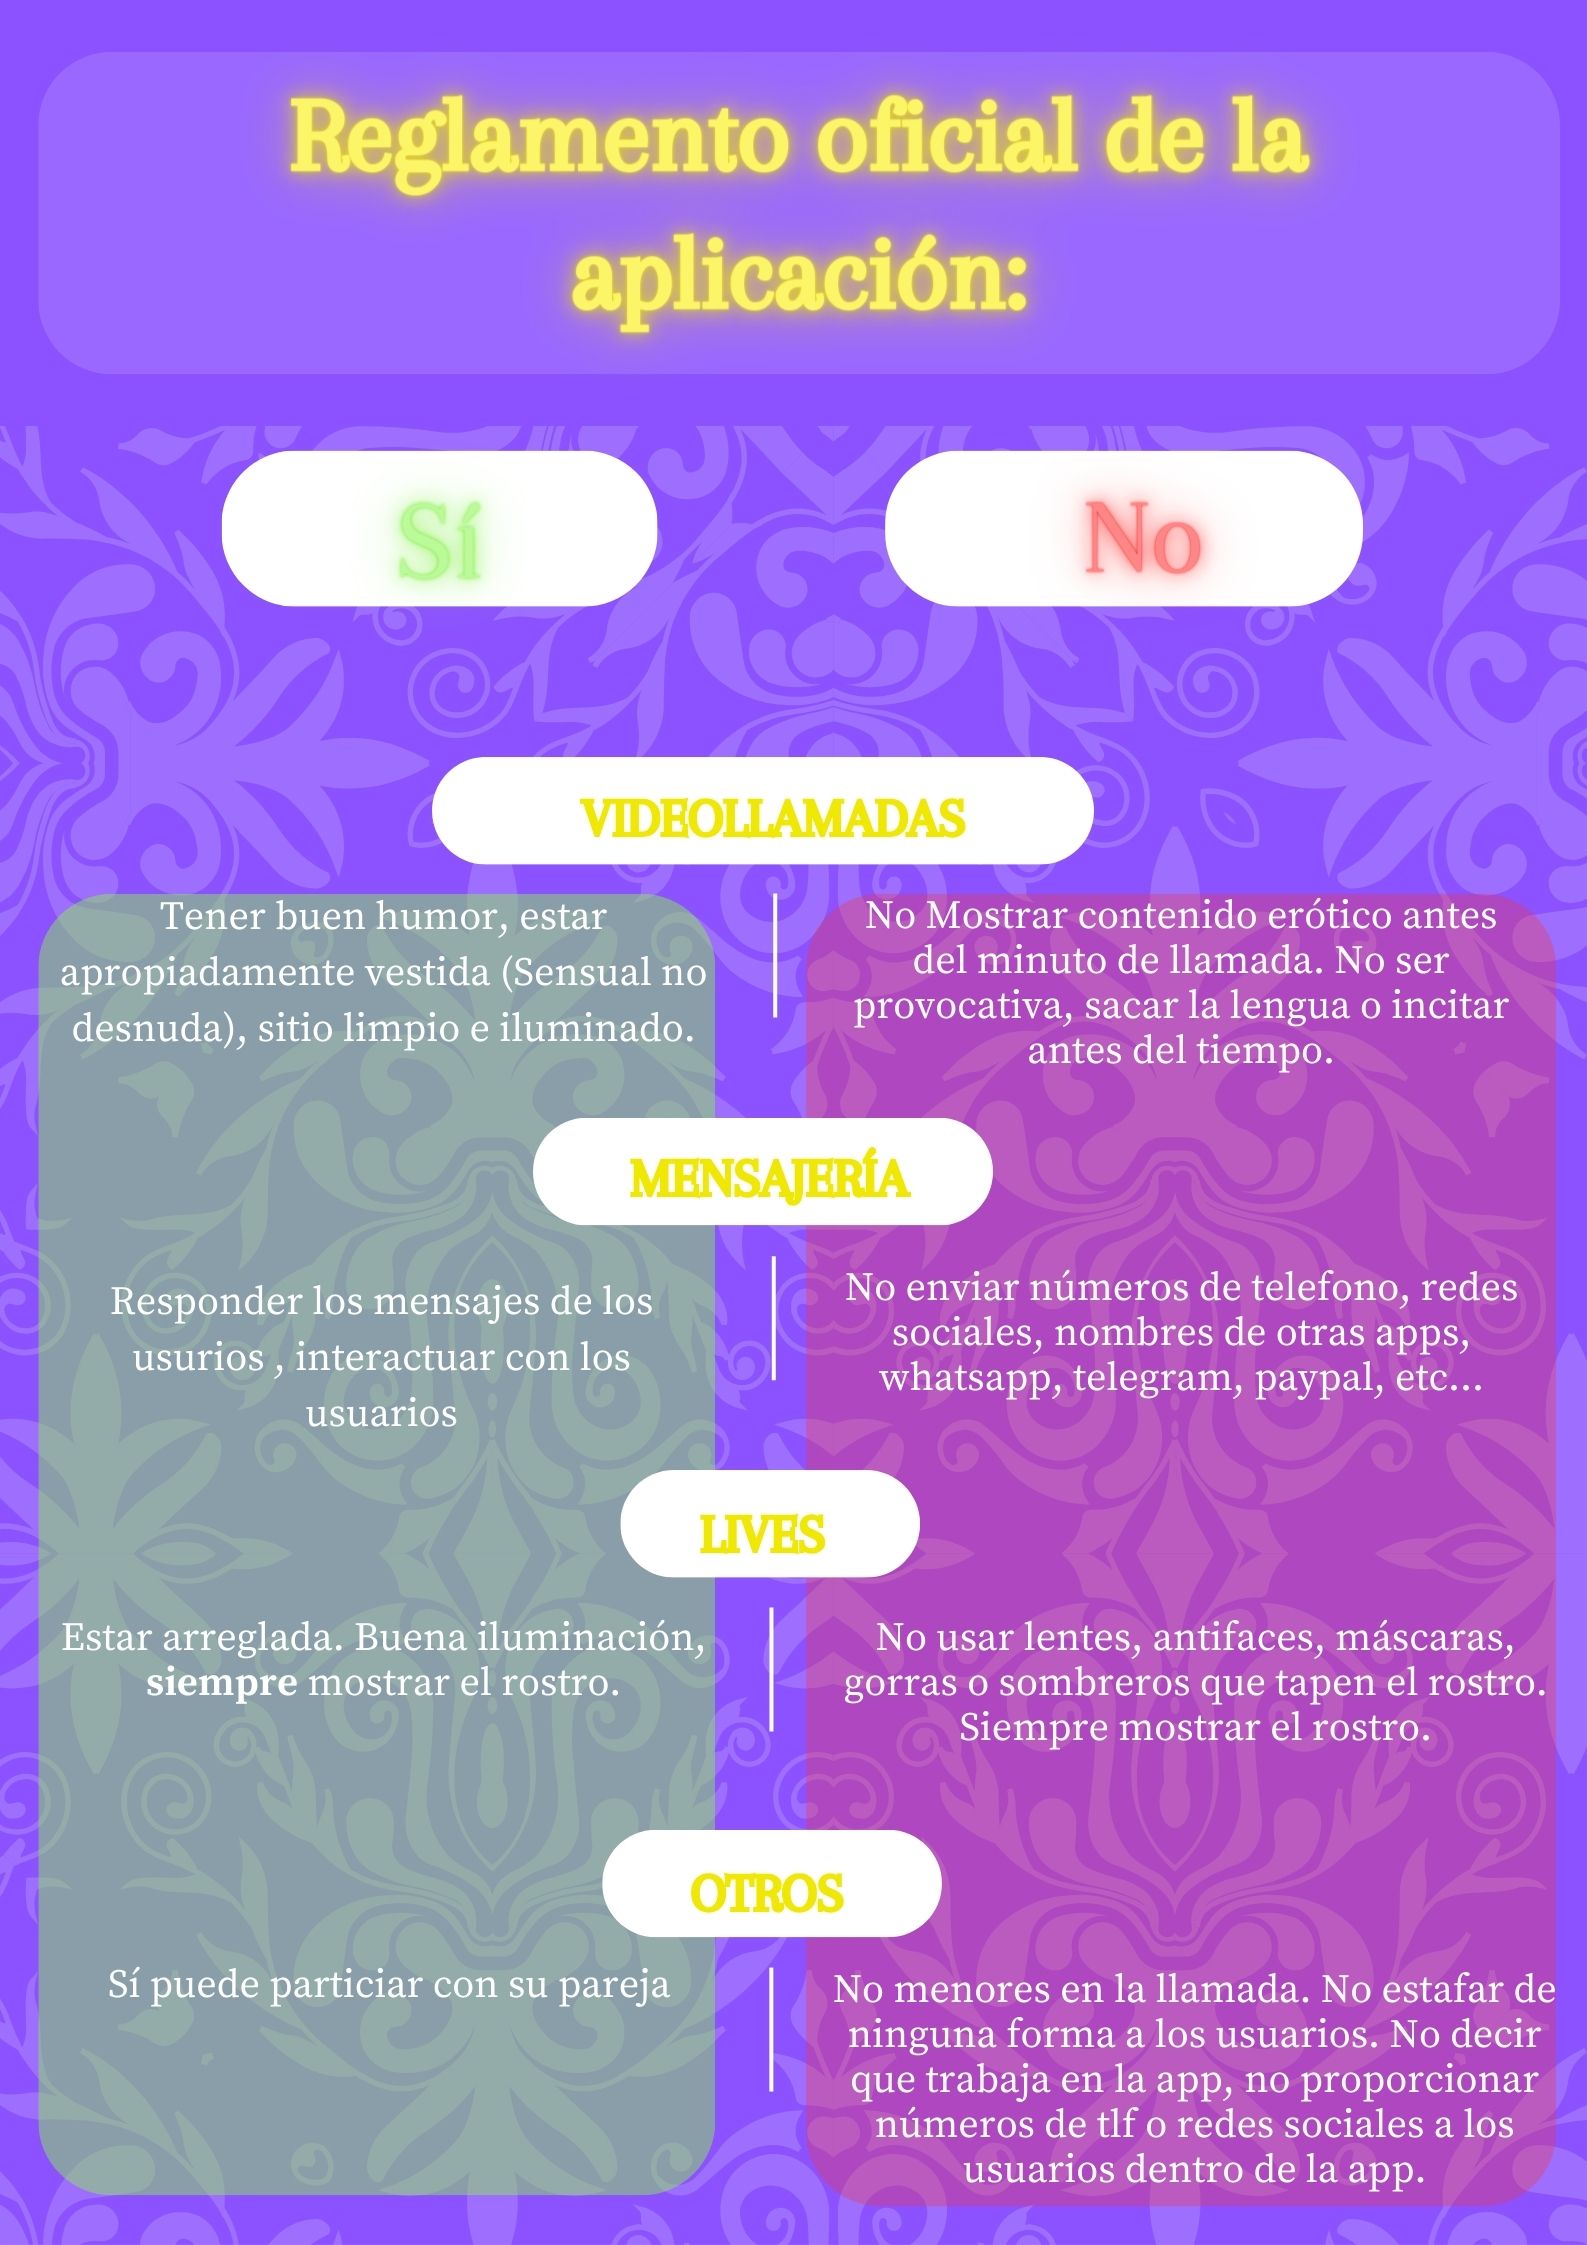 Reglamento oficial de la
aplicación:
Sí
No
VIDEOLLAMADAS
Tener buen humor, estar
apropiadamente vestida (Sensual no
desnuda), sitio limpio e iluminado.
No Mostrar contenido erótico antes
del minuto de llamada. No ser
provocativa, sacar la lengua o incitar
antes del tiempo.
MENSAJERÍA
Responder los mensajes de los
usurios , interactuar con los
usuarios
No enviar números de telefono, redes
sociales, nombres de otras apps,
whatsapp, telegram, paypal, etc...
LIVES
Estar arreglada. Buena iluminación,
siempre mostrar el rostro.
No usar lentes, antifaces, máscaras,
gorras o sombreros que tapen el rostro.
Siempre mostrar el rostro.
OTROS
Sí puede particiar con su pareja
No menores en la llamada. No estafar de
ninguna forma a los usuarios. No decir
que trabaja en la app, no proporcionar
números de tlf o redes sociales a los
usuarios dentro de la app.